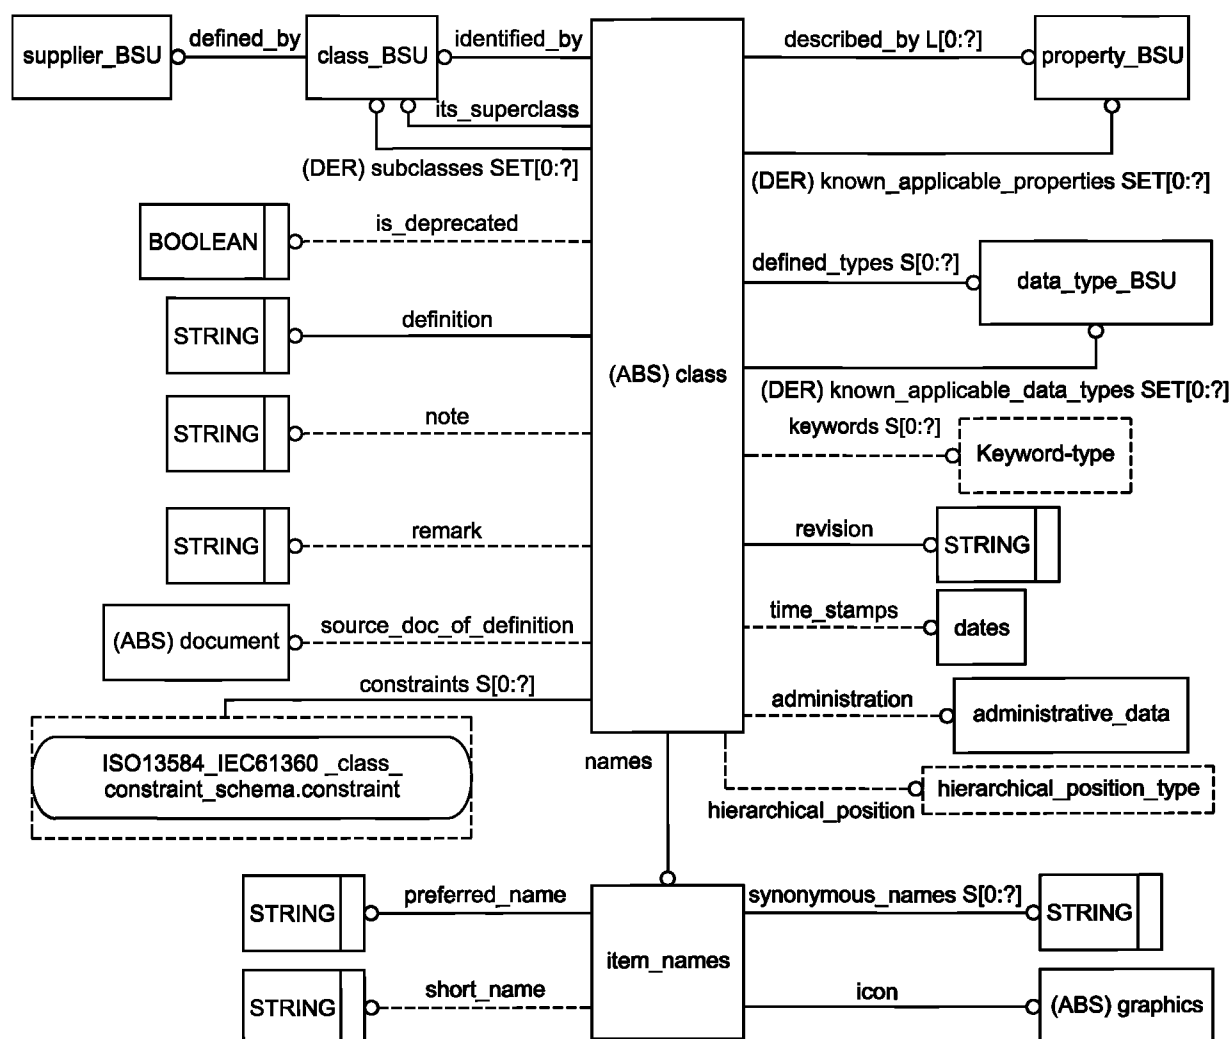 supplier_BSU
defined_by
class_BSU
identified_by
described_by L[0:?]
property_BSU
its_superclass
(DER) subclasses SET[0:?]
(DER) known_applicable_properties SET[0:?]
BOOLEAN
is_deprecated
defined_types S[0:?]
data_type_BSU
STRING
definition
(ABS) class
(DER) known_applicable_data_types SET[0:?]
STRING
note
keywords S[0:?]
Keyword-type
STRING
remark
revision
STRING
(ABS) document
source_doc_of_definition
time_stamps
dates
constraints S[0:?]
administration
administrative_data
ISO13584_IEC61360 _class_
constraint_schema.constraint
names
hierarchical_position
hierarchical_position_type
STRING
preferred_name
synonymous_names S[0:?]
STRING
item_names
STRING
short_name
icon
(ABS) graphics